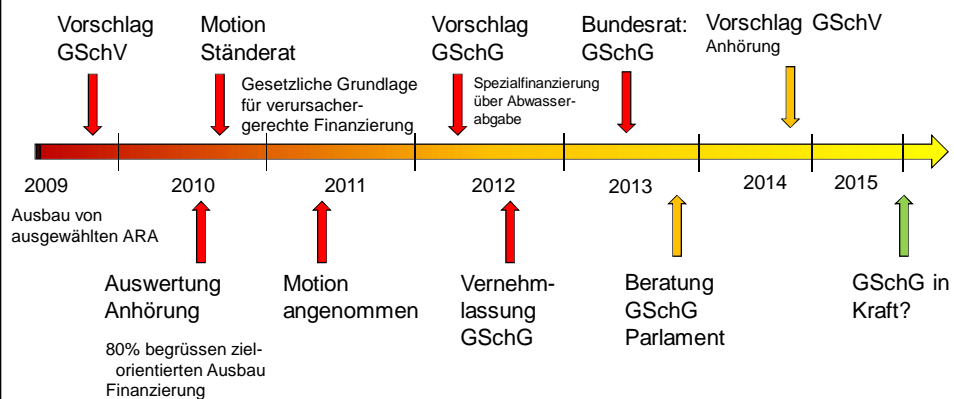 Vorschlag
GSchV
Motion
Ständerat
Gesetzliche Grundlage
für verursacher-
gerechte Finanzierung
Vorschlag
GSchG
Spezialfinanzierung
über Abwasser-
abgabe
Bundesrat:
GSchG
Vorschlag GSchV
Anhörung
2009
2010
2011
2012
2013
2014
2015
Ausbau von
ausgewählten ARA
Auswertung
Anhörung
80% begrüssen ziel-
orientierten Ausbau
Finanzierung
Motion
angenommen
Vernehm-
lassung
GSchG
Beratung
GSchG
Parlament
GSchG in
Kraft?